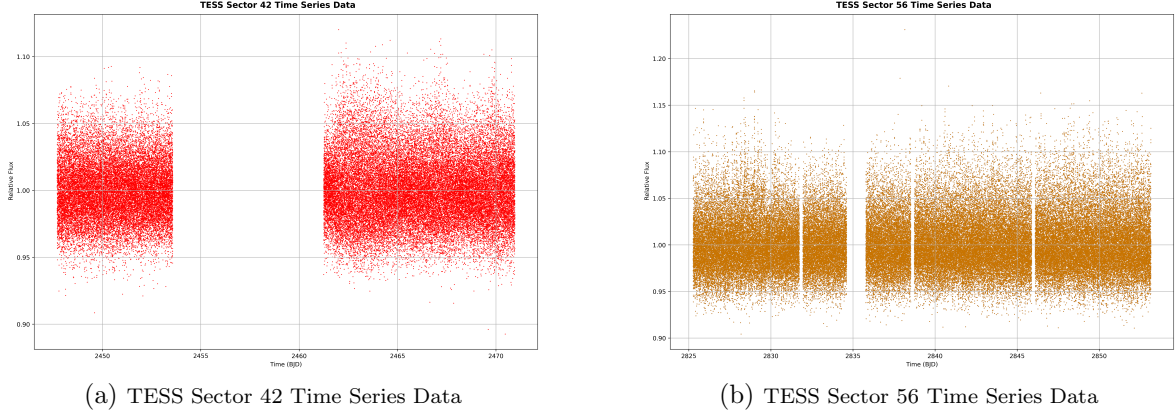 TESS Sector 42 Time Series Data
1.10
1.05
1.00
0.95
0.90
Relative Flux
2450 2455 2460 2465 2470
Time (BJD)
(a) TESS Sector 42 Time Series Data
TESS Sector 56 Time Series Data
1.20
1.15
1.10
1.05
1.00
0.95
0.90
Relative Flux
2825 2830 2835 2840 2845 2850
Time (BJD)
(b) TESS Sector 56 Time Series Data